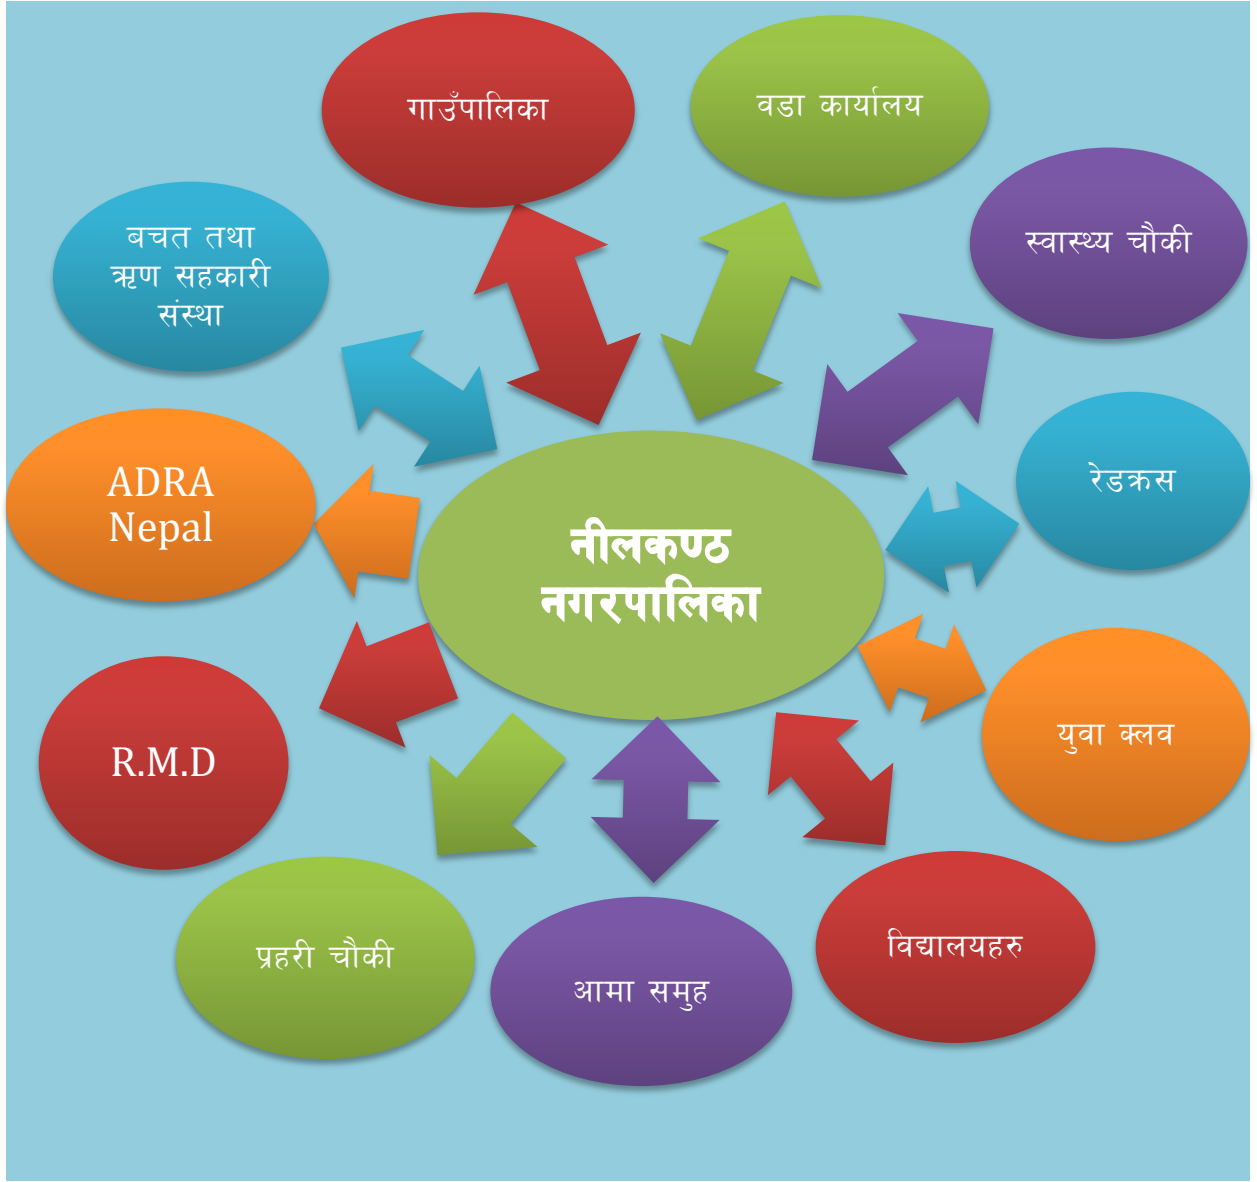 गाउँपालिका
वडा कार्यालय
स्वास्थ्य चौकी
बचत तथा
ऋण सहकारी
संस्था
रेडक्रस
ADRA
Nepal
नीलकण्ठ
नगरपालिका
युवा क्लव
R.M.D
विद्यालयहरु
प्रहरी चौकी
आमा समुह